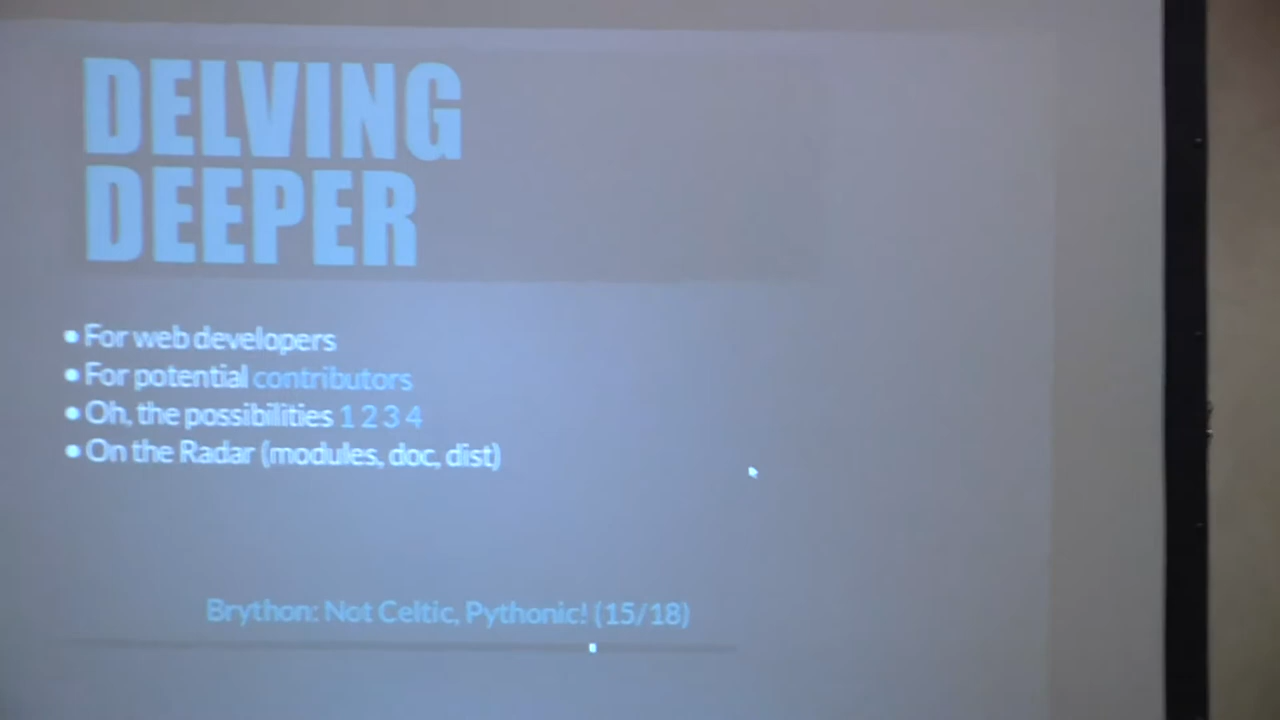 DELVING
DEEPER
• For web developers
• For potential contributors
• Oh, the possibilities 1 2 3 4
• On the Radar (modules, doc, dist)
Brython: Not Celtic, Pythonic! (15/18)